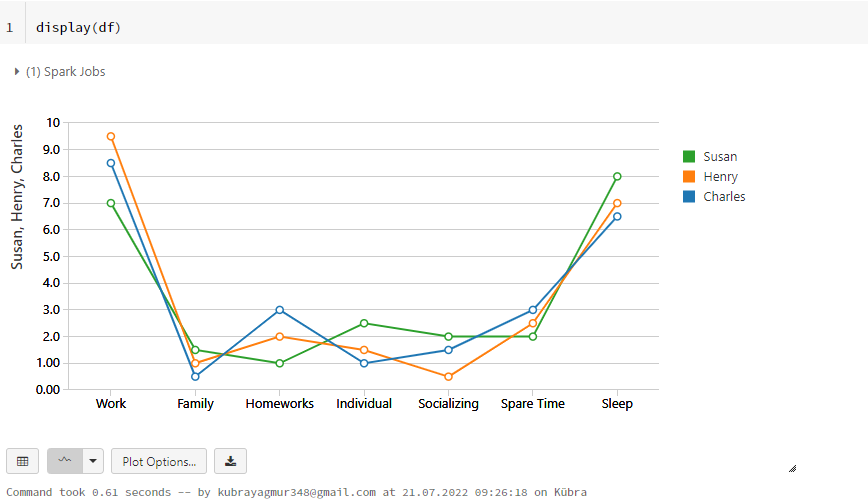 1 display(df)
(1) Spark Jobs
Susan, Henry, Charles
10
9.0
8.0
7.0
6.0
5.0
4.0
3.0
2.0
1.00
0.00
Work Family Homeworks Individual Socializing Spare Time Sleep
Susan
Henry
Charles
Plot Options...
Command took 0.61 seconds -- by kubrayagmur348@gmail.com at 21.07.2022 09:26:18 on Kübra